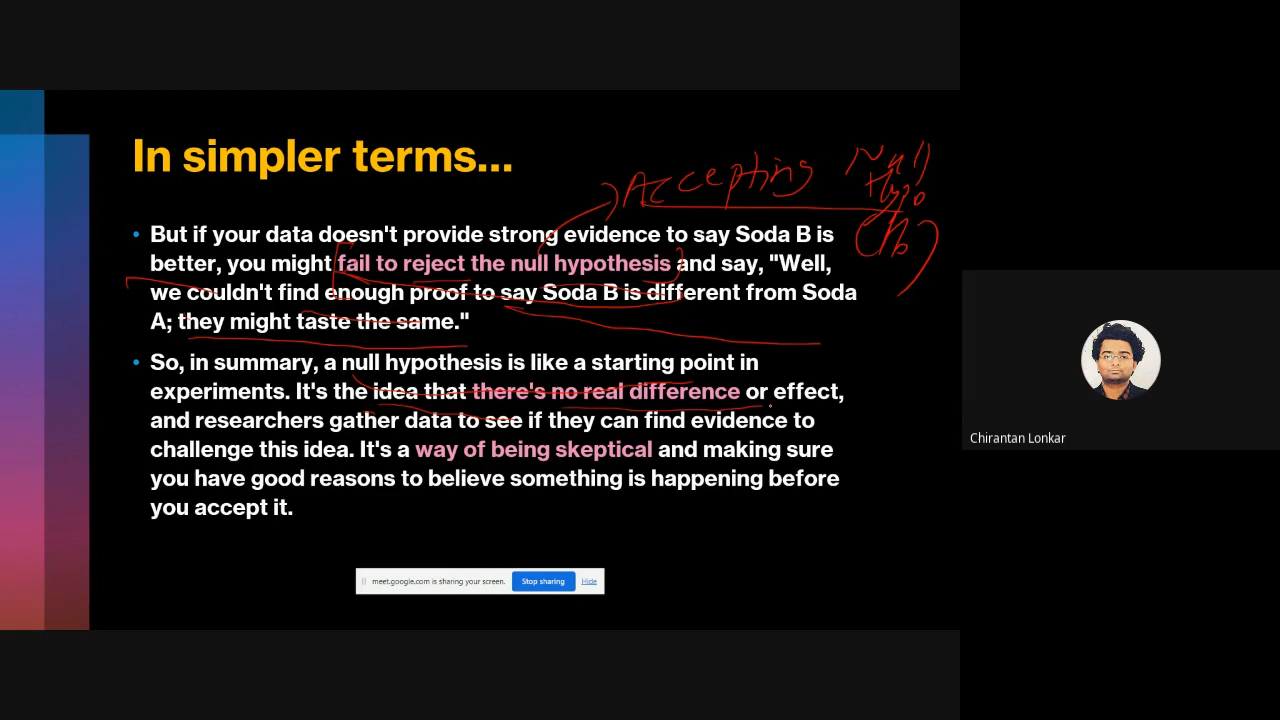 In simpler terms...
Accepting Null
Hypo
(h0)
• But if your data doesn't provide strong evidence to say Soda B is
better, you might fail to reject the null hypothesis and say, "Well,
we couldn't find enough proof to say Soda B is different from Soda
A; they might taste the same."
• So, in summary, a null hypothesis is like a starting point in
experiments. It's the idea that there's no real difference or effect,
and researchers gather data to see if they can find evidence to
challenge this idea. It's a way of being skeptical and making sure
you have good reasons to believe something is happening before
you accept it.
meet.google.com is sharing your screen. Stop sharing Hide
Chirantan Lonkar